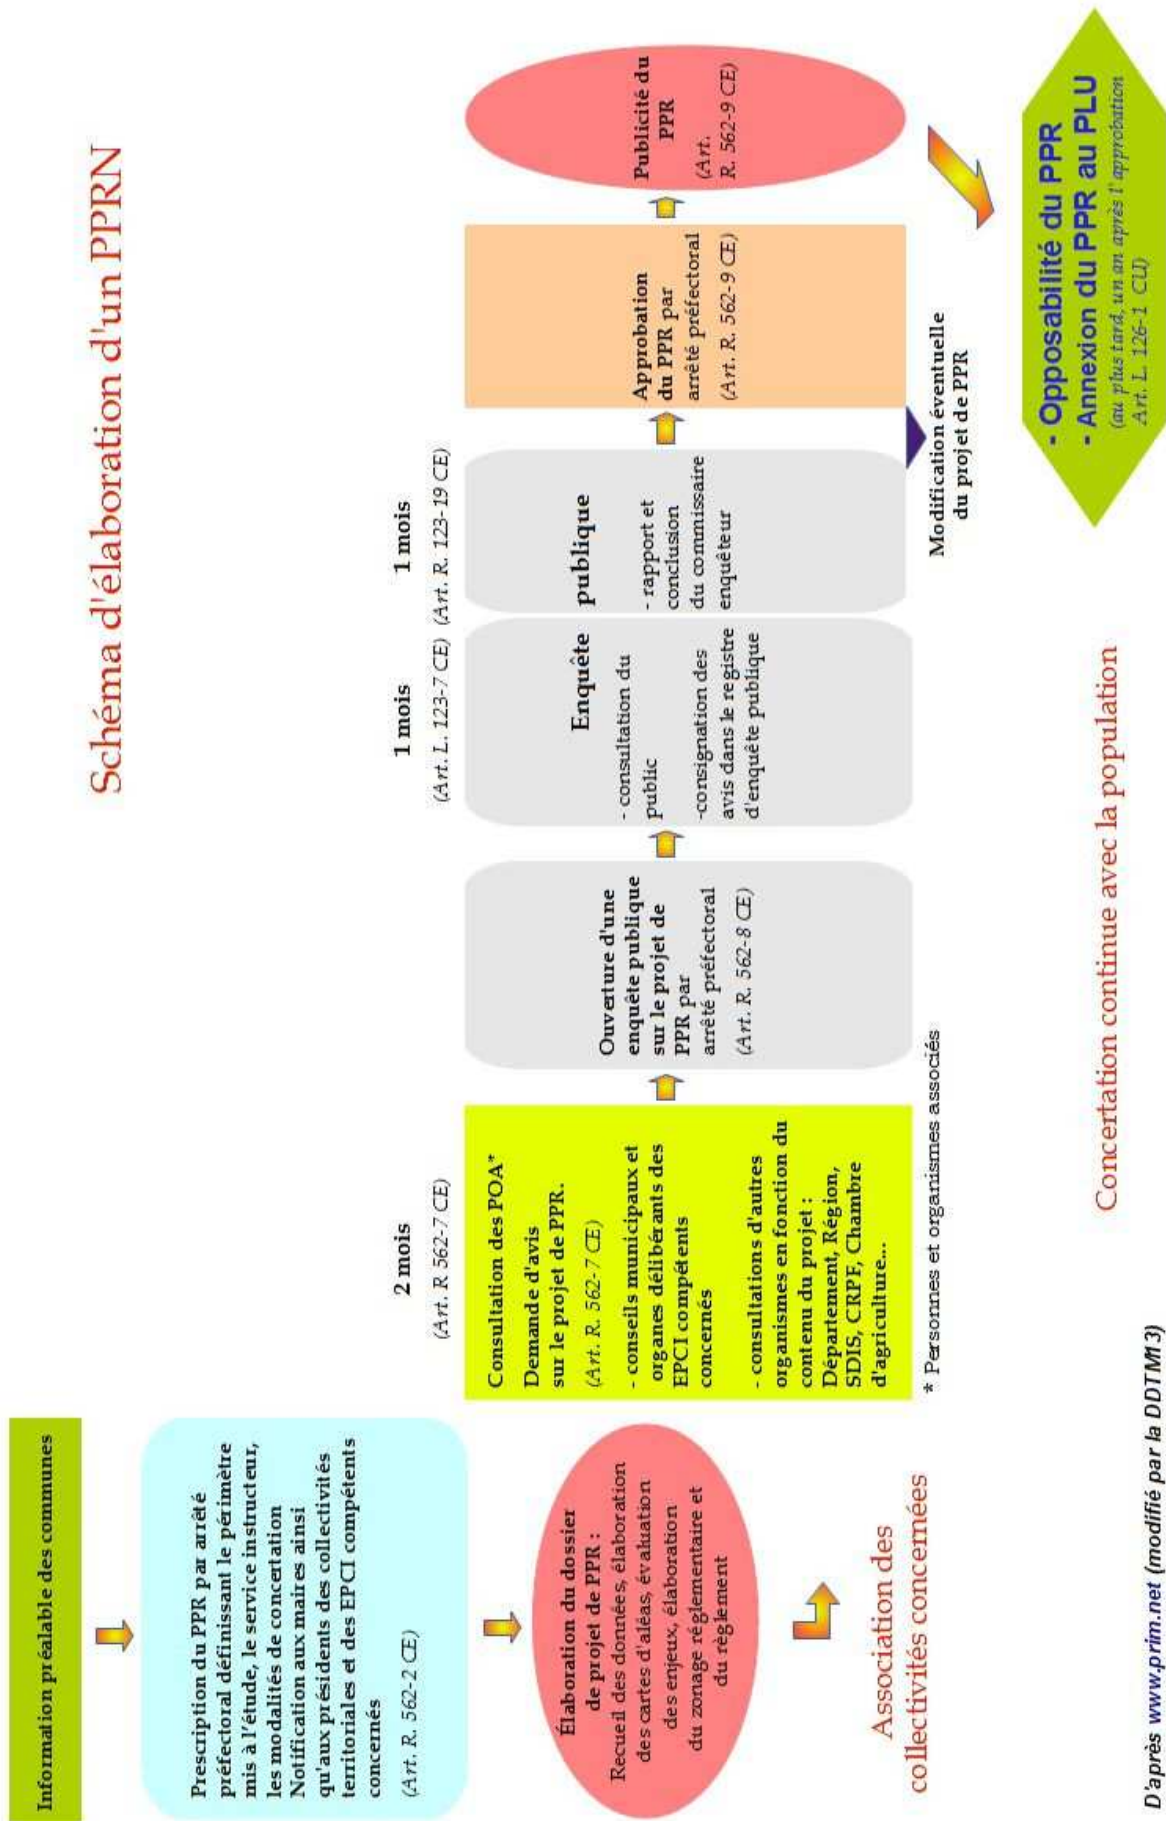 Schéma d'élaboration d'un PPRN
Information préalable des communes
Prescription du PPR par arrêté
préfectoral définissant le périmètre
mis à l'étude, le service instructeur,
les modalités de concertation
Notification aux maires ainsi
qu'aux présidents des collectivités
territoriales et des EPCI compétents
concernés
(Art. R. 562-2 CE)
Élaboration du dossier
de projet de PPR :
Recueil des données, élaboration
des cartes d'aléas, évaluation
des enjeux, élaboration
du zonage réglementaire et
du règlement
Association des
collectivités concernées
2 mois
(Art. R 562-7 CE)
Consultation des POA*
Demande d'avis
sur le projet de PPR.
(Art. R. 562-7 CE)
- conseils municipaux et
organes délibérants des
EPCI compétents
concernés
- consultations d'autres
organismes en fonction du
contenu du projet :
Département, Région,
SDIS, CRPF, Chambre
d'agriculture...
* Personnes et organismes associés
Ouverture d'une
enquête publique
sur le projet de
PPR par
arrêté préfectoral
(Art. R. 562-8 CE)
1 mois
(Art. L. 123-7 CE)
Enquête
- consultation du
public
-consignation des
avis dans le registre
d'enquête publique
1 mois
(Art. R. 123-19 CE)
publique
- rapport et
conclusion
du commissaire
enquêteur
Modification éventuelle
du projet de PPR
Approbation
du PPR par
arrêté préfectoral
(Art. R. 562-9 CE)
Publicité du
PPR
(Art.
R. 562-9 CE)
- Opposabilité du PPR
- Annexion du PPR au PLU
(au plus tard, un an après l'approbation
Art. L. 126-1 CU)
Concertation continue avec la population
D'après www.prim.net (modifié par la DDTM13)